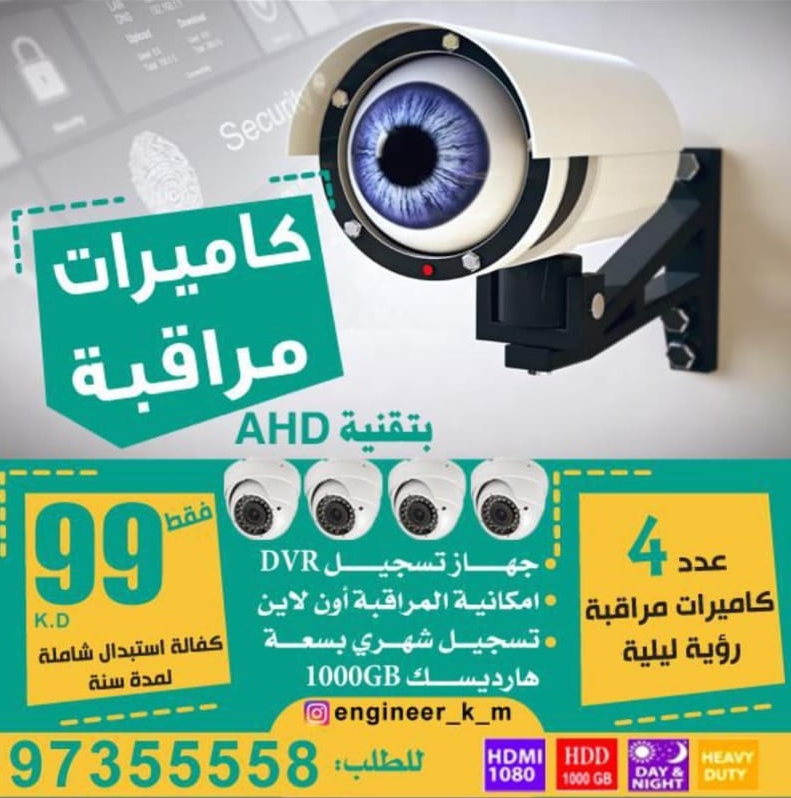 Security
كاميرات
مراقبة
بتقنية AHD
عدد 4
كاميرات مراقبة
رؤية ليلية
جهاز تسجيل DVR
امكانية المراقبة أون لاين
تسجيل شهري بسعة
هارديسك 1000GB
فقط
99
K.D
كفالة استبدال شاملة
لمدة سنة
engineer_k_m
للطلب: 97355558
HDMI
1080
HDD
1000 GB
DAY &
NIGHT
HEAVY
DUTY